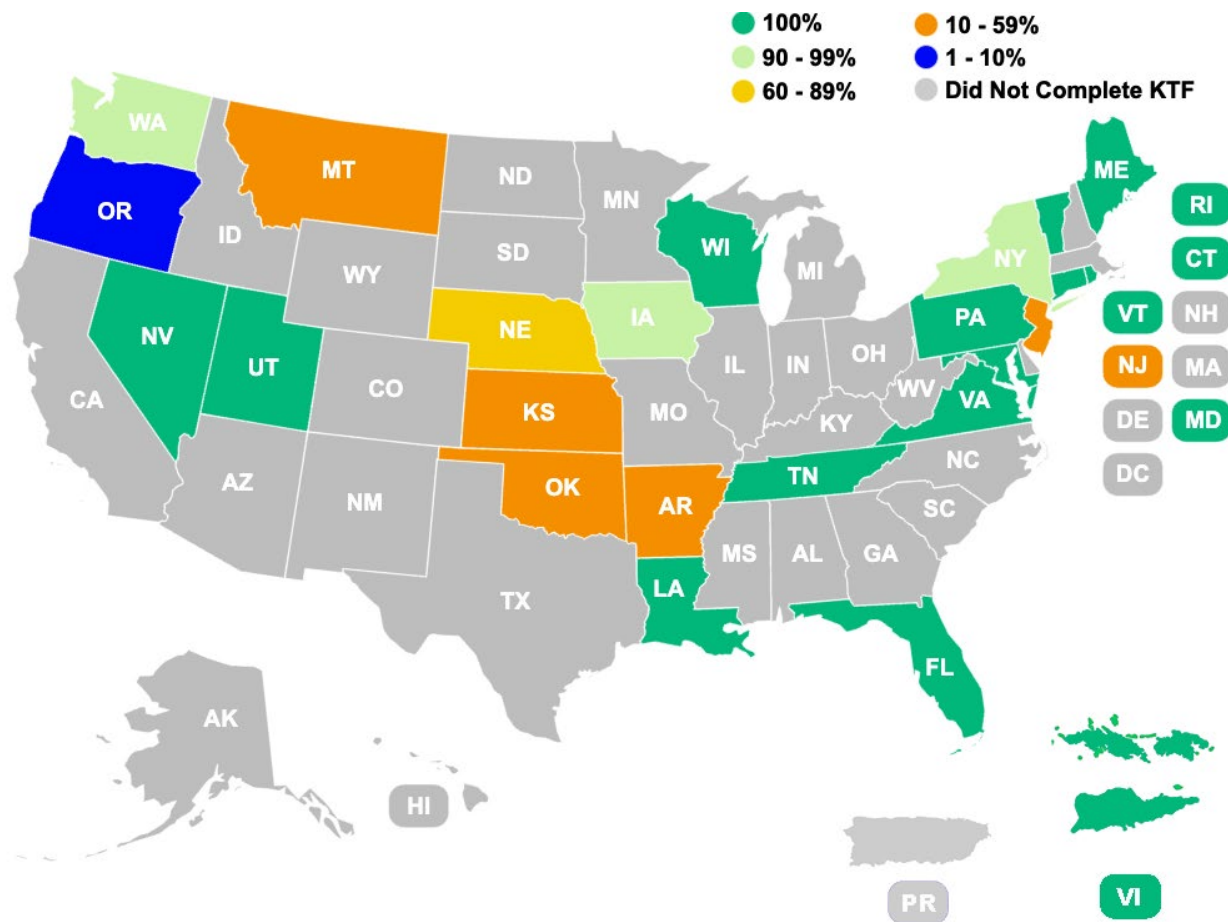 100%
90 - 99%
60 - 89%
10 - 59%
1 - 10%
Did Not Complete KTF
WA
MT
ND
MN
ME
OR
ID
SD
WI
MI
NY
RI
WY
CT
NV
UT
NE
IA
PA
VT
NH
CA
CO
KS
MO
IL
IN
OH
WV
VA
NJ
MA
KY
DE
MD
AZ
NM
OK
AR
TN
NC
DC
SC
MS
AL
GA
TX
LA
FL
AK
HI
PR
VI